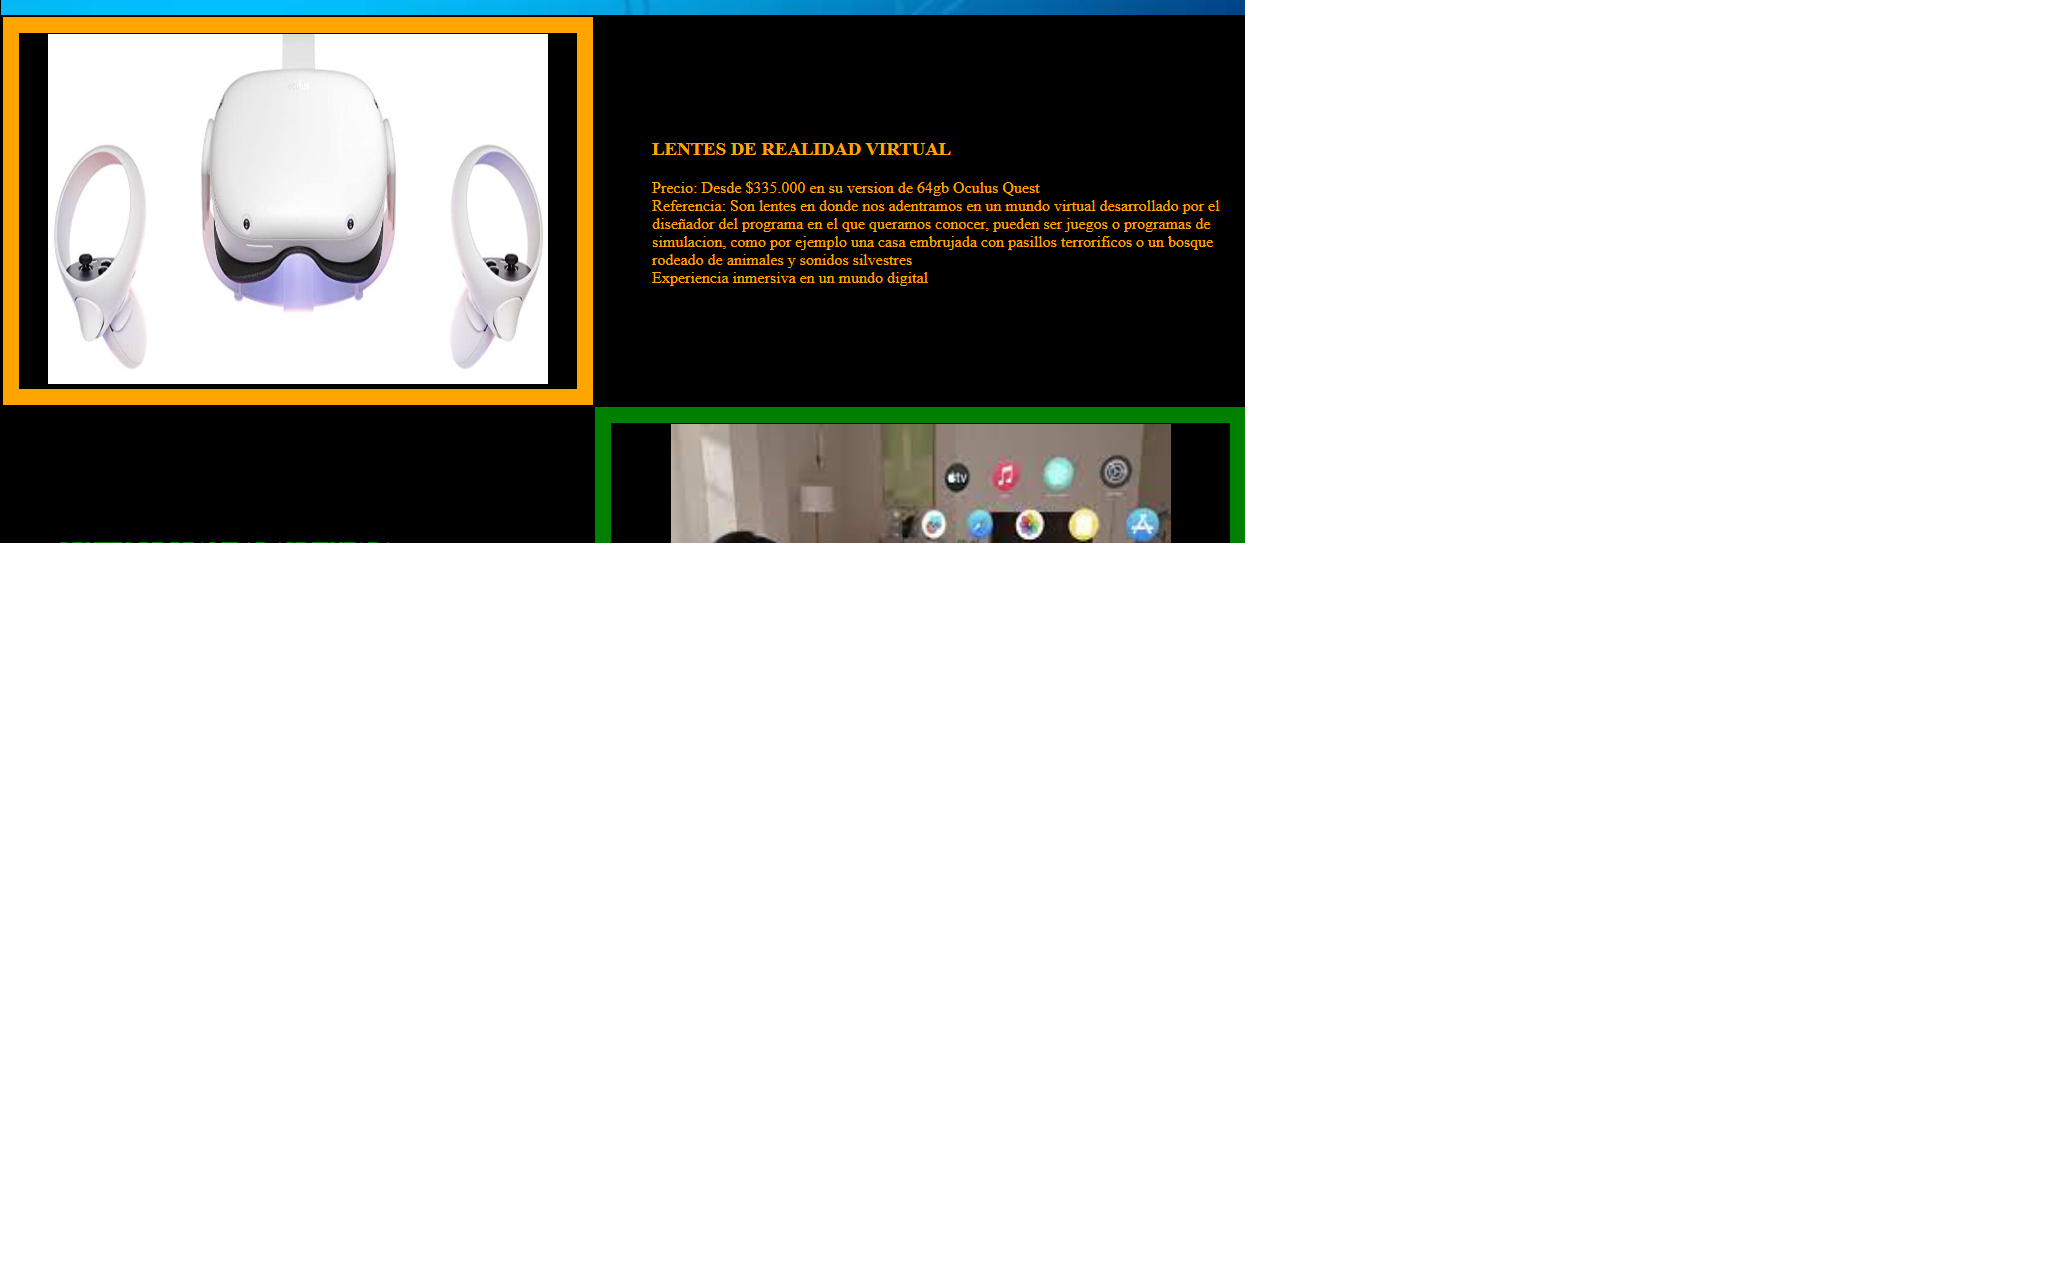 LENTES DE REALIDAD VIRTUAL
Precio: Desde $335.000 en su version de 64gb Oculus Quest
Referencia: Son lentes en donde nos adentramos en un mundo virtual desarrollado por el
diseñador del programa en el que queramos conocer, pueden ser juegos o programas de
simulacion, como por ejemplo una casa embrujada con pasillos terrorificos o un bosque
rodeado de animales y sonidos silvestres
Experiencia inmersiva en un mundo digital
tv